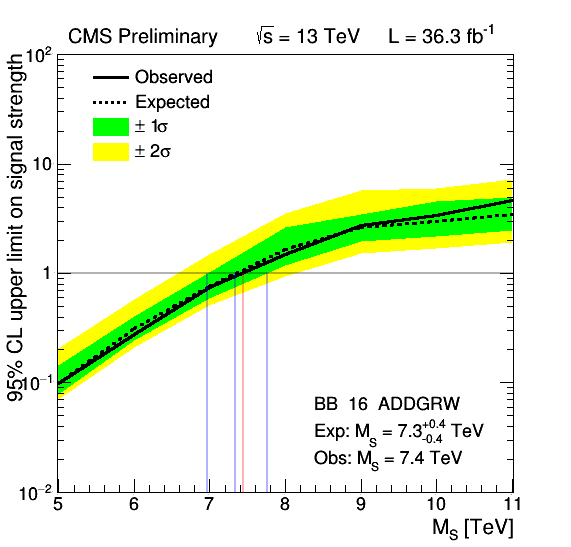 CMS Preliminary √s = 13 TeV L = 36.3 fb⁻¹
Observed
Expected
± 1σ
± 2σ
95% CL upper limit on signal strength
10²
10
1
10⁻¹
10⁻²
BB 16 ADDGRW
Exp: M_S = 7.3^{+0.4}_{-0.4} TeV
Obs: M_S = 7.4 TeV
5 6 7 8 9 10 11
M_S [TeV]